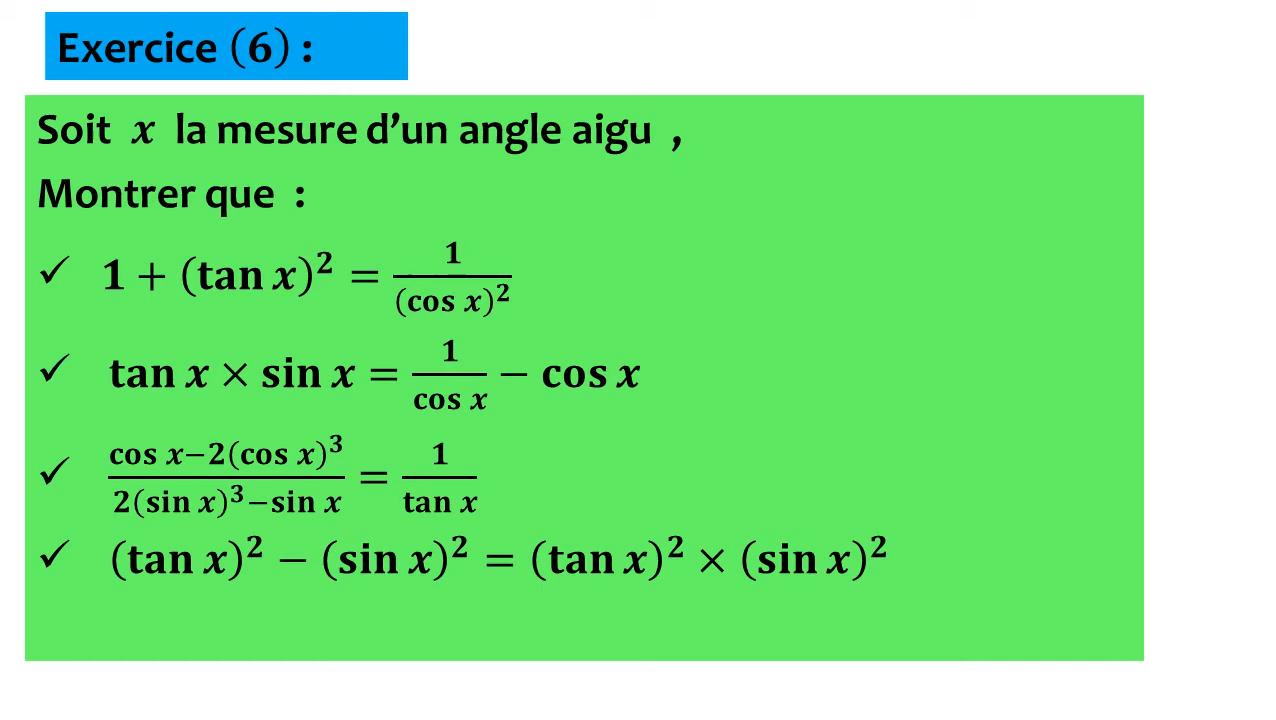 Exercice (6) :
Soit x la mesure d’un angle aigu ,
Montrer que :
✓ 1 + (tan x)² = 1/(cos x)²
✓ tan x × sin x = 1/cos x − cos x
✓ (cos x−2(cos x)³)/(2(sin x)³−sin x) = 1/tan x
✓ (tan x)² − (sin x)² = (tan x)² × (sin x)²